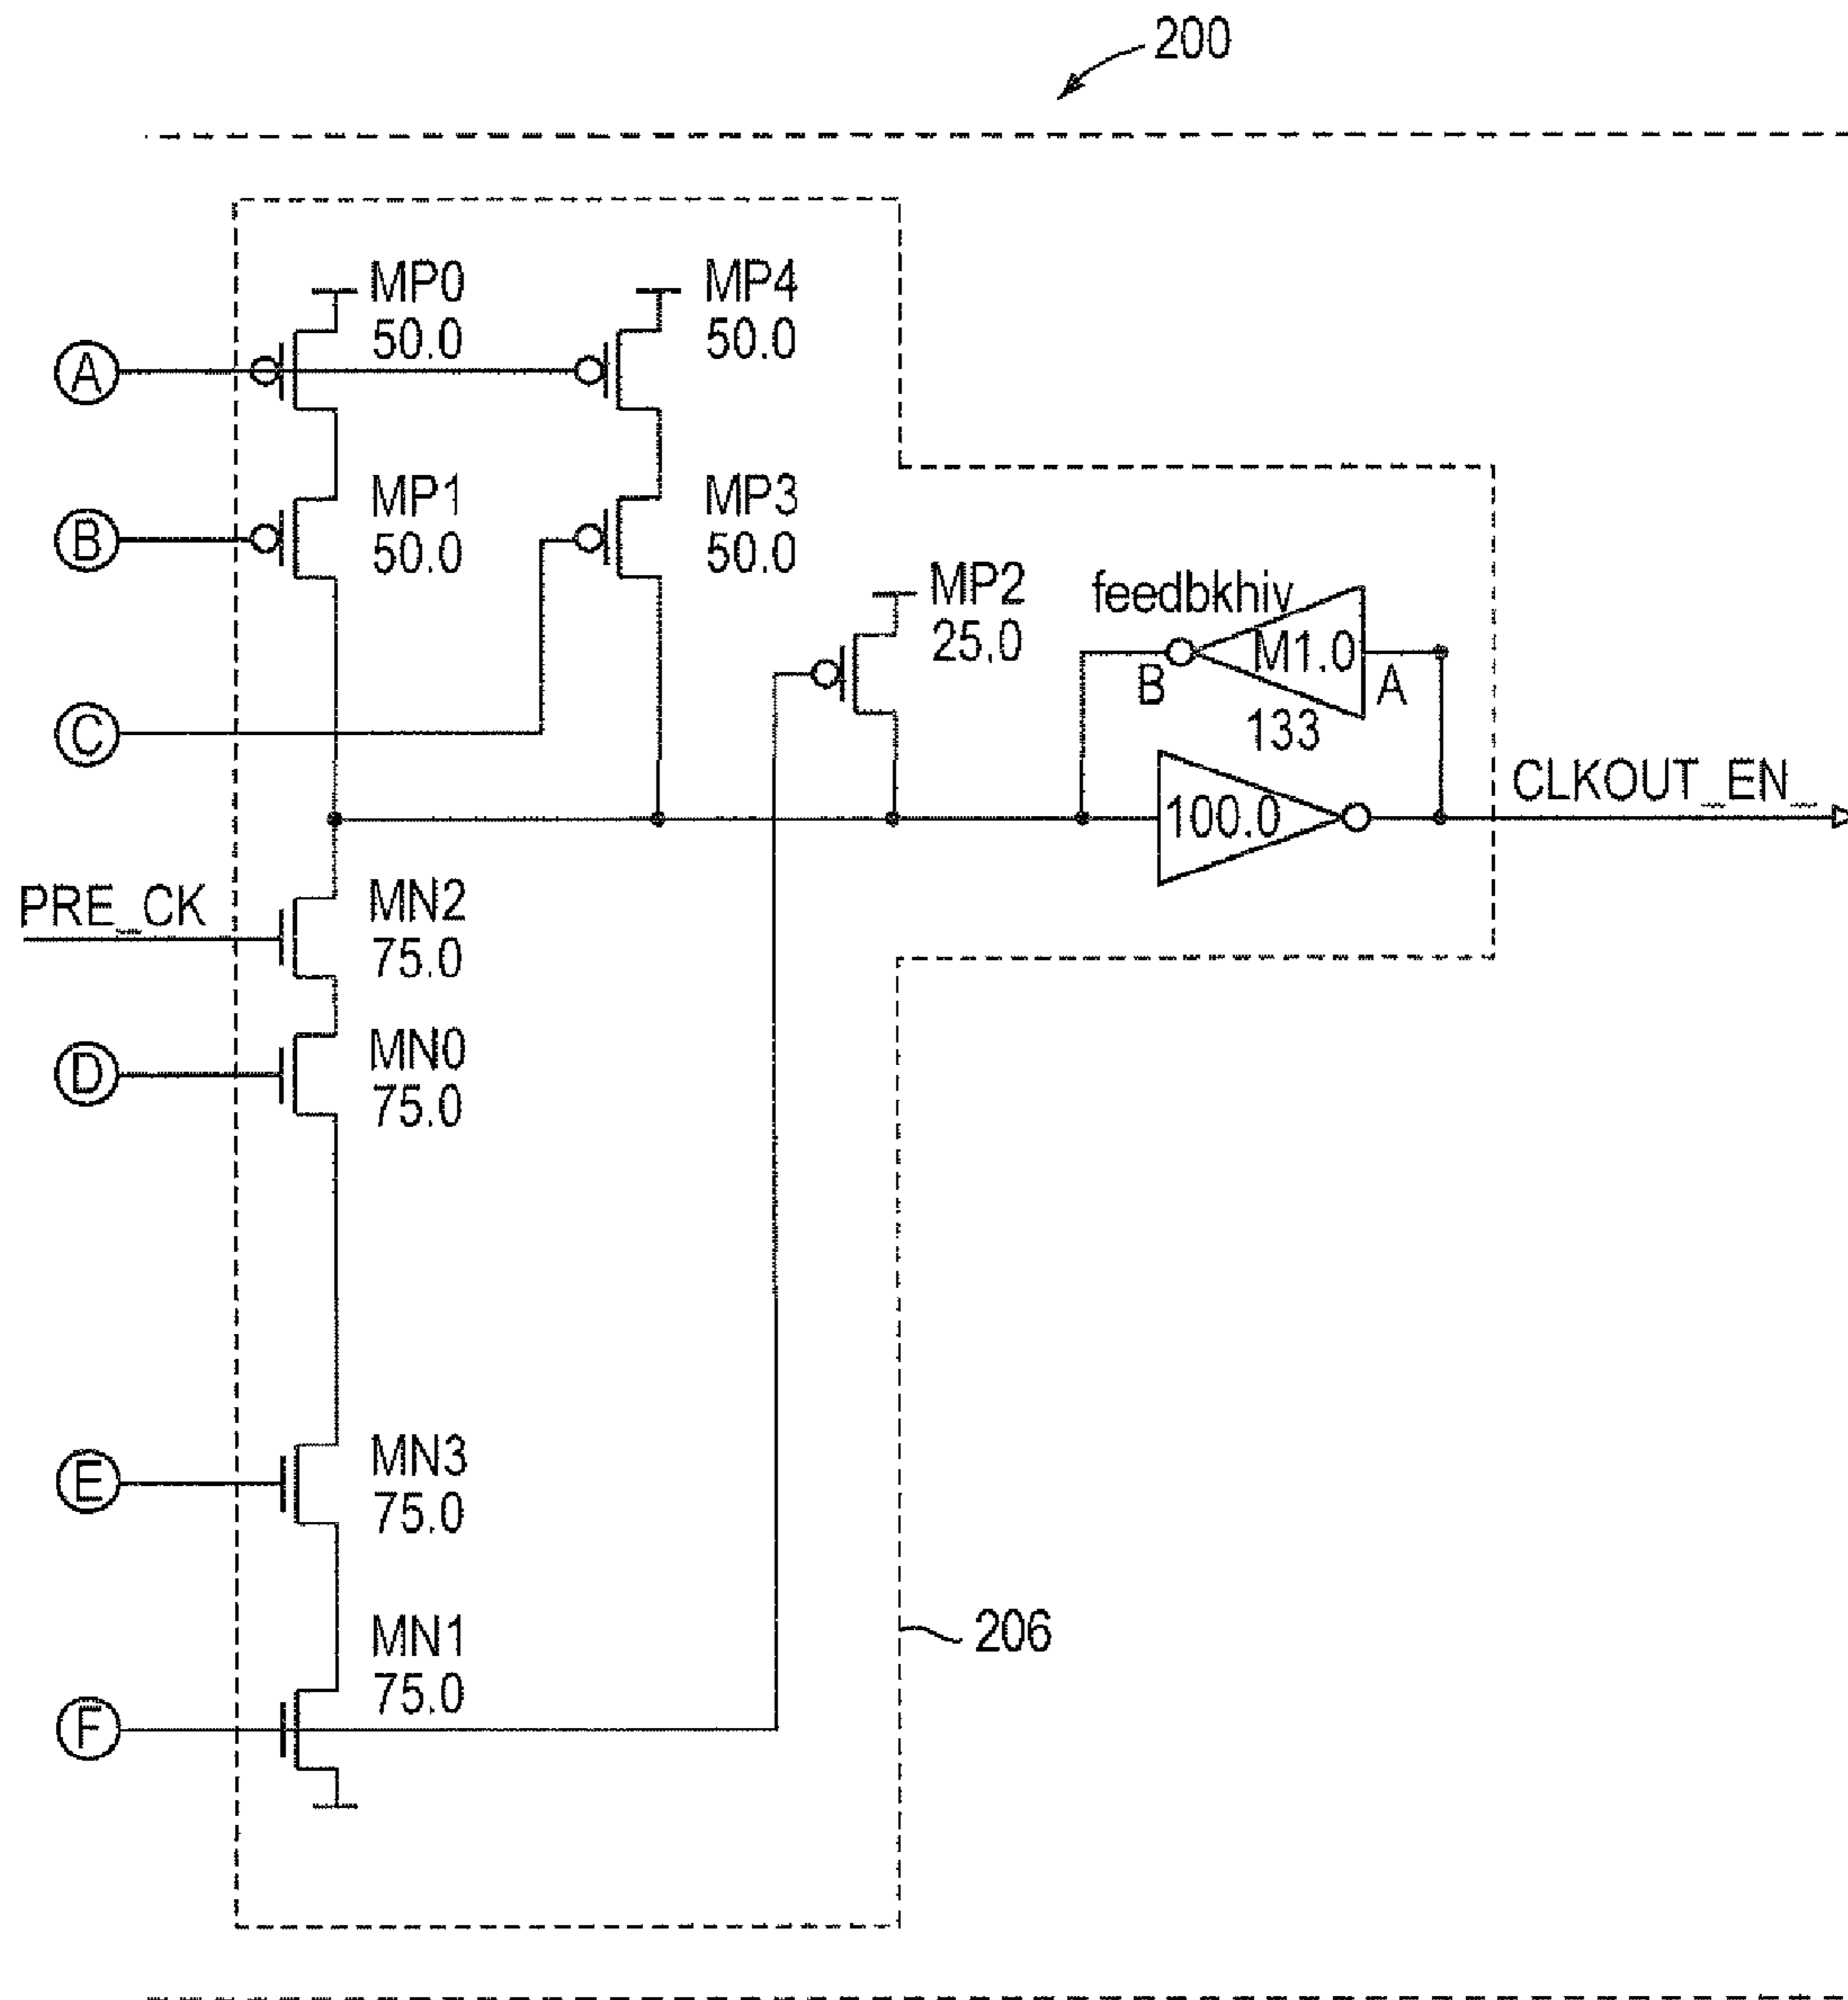 200
MP0
50.0
MP4
50.0
A
MP1
50.0
MP3
50.0
B
MP2
25.0
feedbkhiv
M1.0
B
A
133
C
100.0
CLKOUT_EN_
PRE_CK
MN2
75.0
D
MN0
75.0
E
MN3
75.0
206
F
MN1
75.0